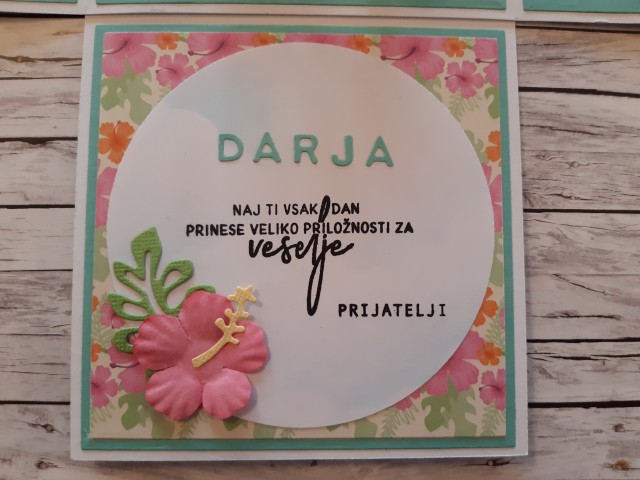 DARJA
NAJ TI VSAK DAN
PRINESE VELIKO PRILOŽNOSTI ZA
veselje
PRIJATELJI